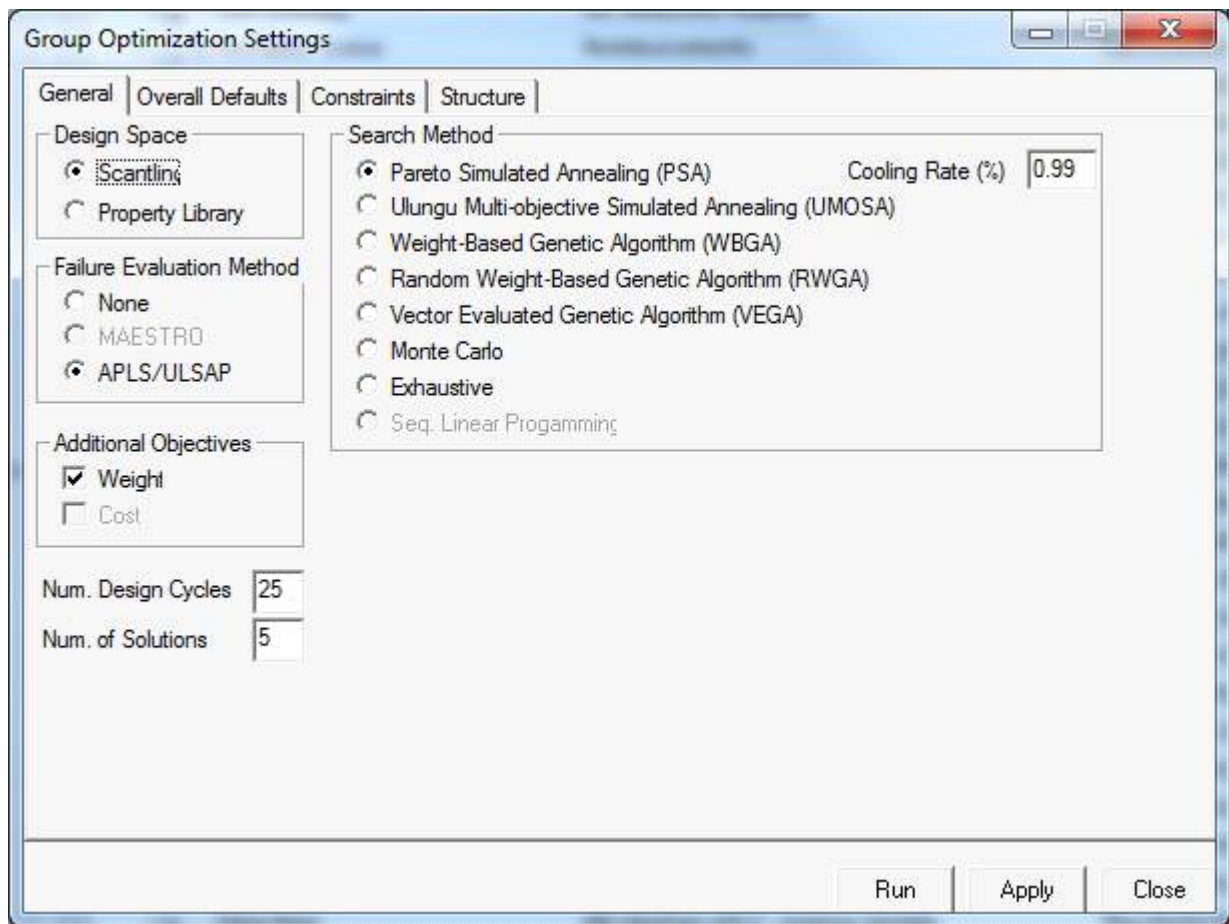 Group Optimization Settings
General Overall Defaults Constraints Structure
Design Space
Scantling
Property Library
Failure Evaluation Method
None
MAESTRO
APLS/ULSAP
Additional Objectives
Weight
Cost
Num. Design Cycles 25
Num. of Solutions 5
Search Method
Pareto Simulated Annealing (PSA) Cooling Rate (%) 0.99
Ulungu Multi-objective Simulated Annealing (UMOSA)
Weight-Based Genetic Algorithm (WBGA)
Random Weight-Based Genetic Algorithm (RWGA)
Vector Evaluated Genetic Algorithm (VEGA)
Monte Carlo
Exhaustive
Seq. Linear Progamming
Run Apply Close